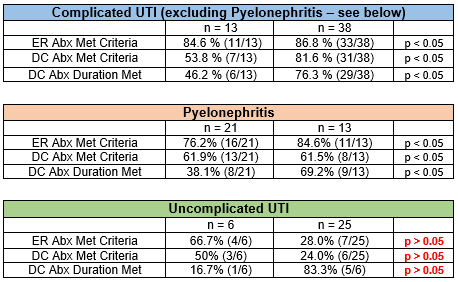 Complicated UTI (excluding Pyelonephritis – see below)
n = 13 n = 38
ER Abx Met Criteria 84.6 % (11/13) 86.8 % (33/38) p < 0.05
DC Abx Met Criteria 53.8 % (7/13) 81.6 % (31/38) p < 0.05
DC Abx Duration Met 46.2 % (6/13) 76.3 % (29/38) p < 0.05
Pyelonephritis
n = 21 n = 13
ER Abx Met Criteria 76.2% (16/21) 84.6% (11/13) p < 0.05
DC Abx Met Criteria 61.9% (13/21) 61.5% (8/13) p < 0.05
DC Abx Duration Met 38.1% (8/21) 69.2% (9/13) p < 0.05
Uncomplicated UTI
n = 6 n = 25
ER Abx Met Criteria 66.7% (4/6) 28.0% (7/25) p > 0.05
DC Abx Met Criteria 50% (3/6) 24.0% (6/25) p > 0.05
DC Abx Duration Met 16.7% (1/6) 83.3% (5/6) p > 0.05